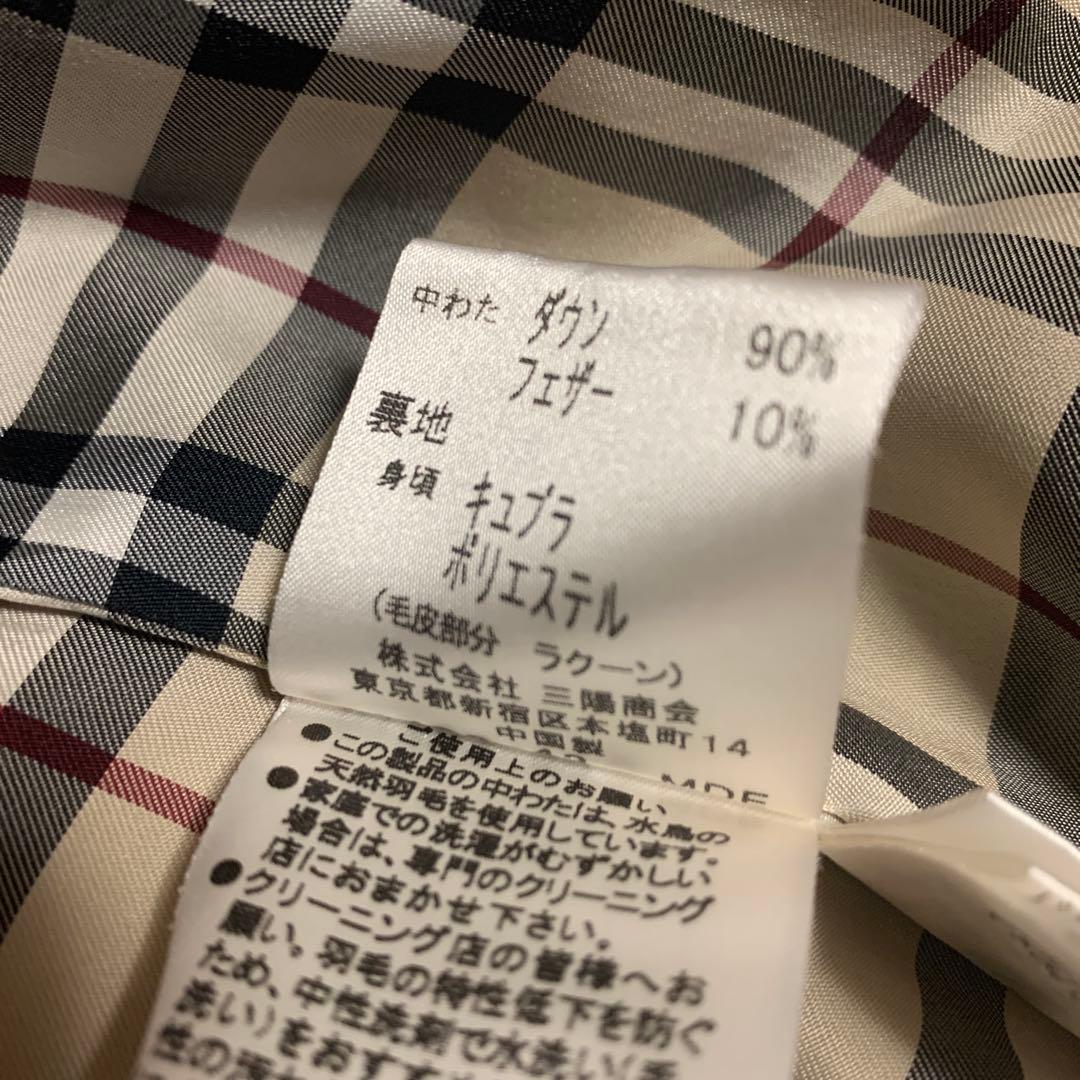 中わた ダウン 90%
フェザー 10%
裏地
身頃 キュプラ
ポリエステル
(毛皮部分 ラクーン)
株式会社 三陽商会
東京都新宿区本塩町14
中国製
MDE
ご使用上のお願い
●この製品の中わたは、水鳥の
天然羽毛を使用しています。
●家庭での洗濯がむずかしい
場合は、専門のクリーニング
店におまかせ下さい。
●クリーニング店の皆様へお
願い。羽毛の特性低下を防ぐ
ため、中性洗剤で水洗い(手
洗い)をおすす